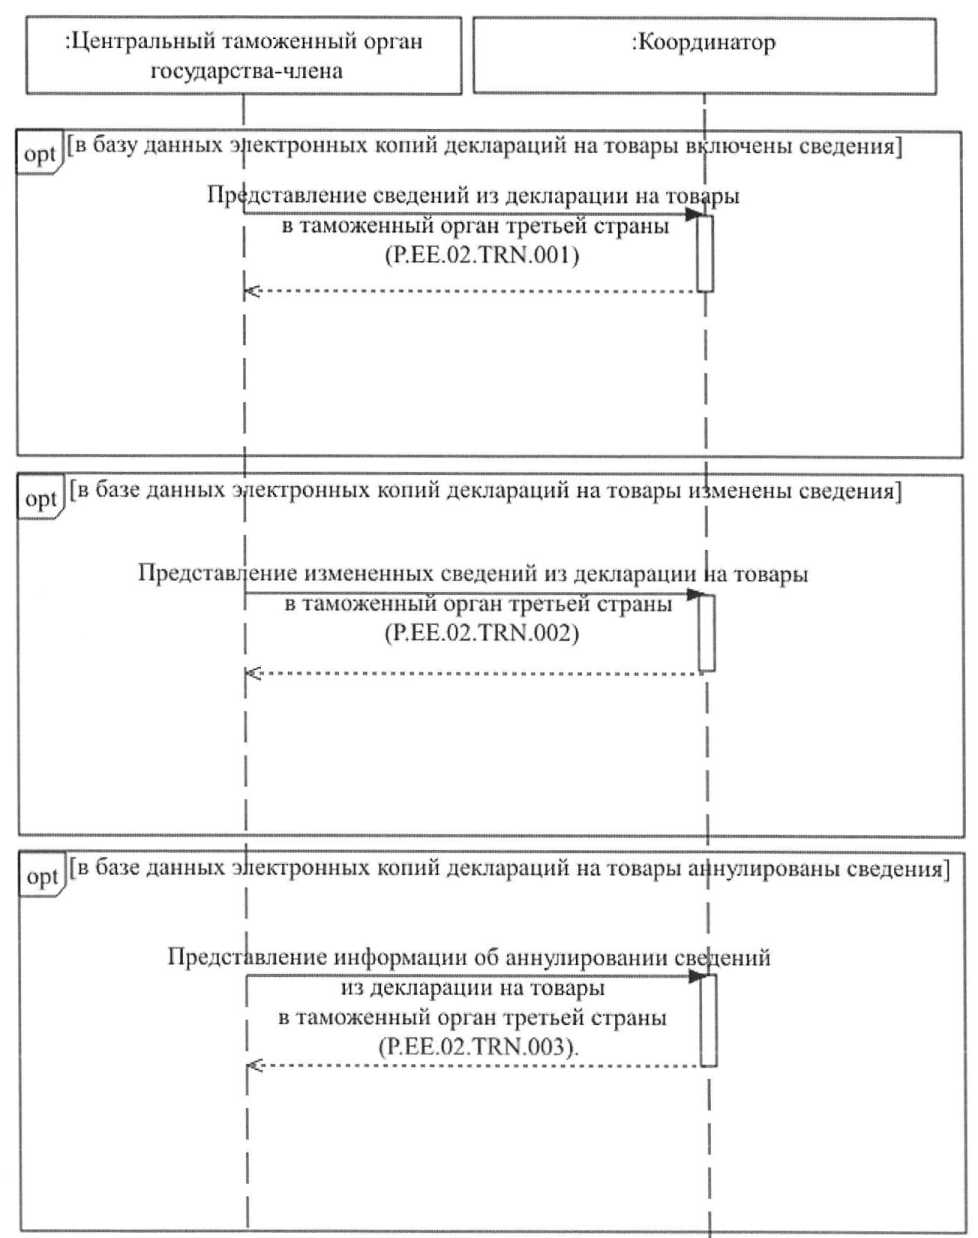 :Центральный таможенный орган
государства-члена
:Координатор
opt
[в базу данных электронных копий деклараций на товары включены сведения]
Представление сведений из декларации на товары
в таможенный орган третьей страны
(P.EE.02.TRN.001)
opt
[в базе данных электронных копий деклараций на товары изменены сведения]
Представление измененных сведений из декларации на товары
в таможенный орган третьей страны
(P.EE.02.TRN.002)
opt
[в базе данных электронных копий деклараций на товары аннулированы сведения]
Представление информации об аннулировании сведений
из декларации на товары
в таможенный орган третьей страны
(P.EE.02.TRN.003).